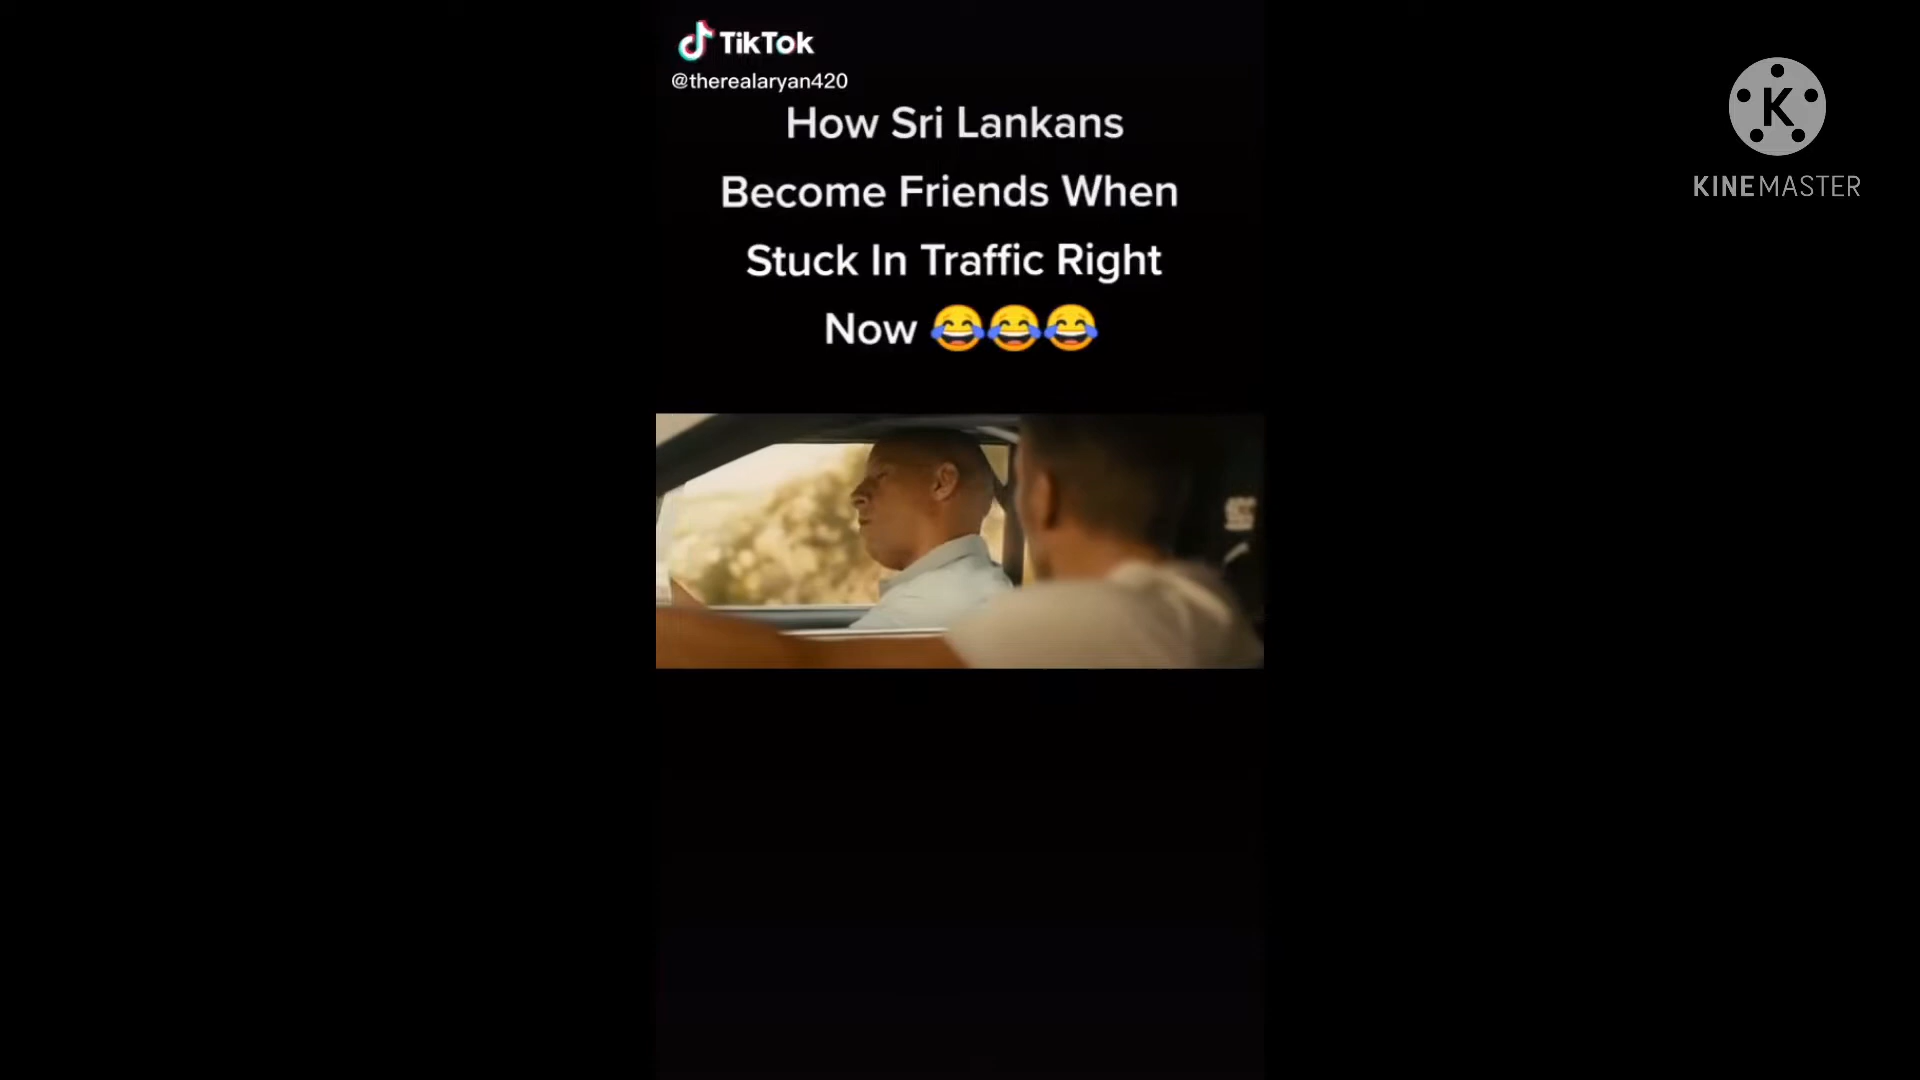 TikTok
@therealaryan420
How Sri Lankans
Become Friends When
Stuck In Traffic Right
Now 😂😂😂
K
KINEMASTER